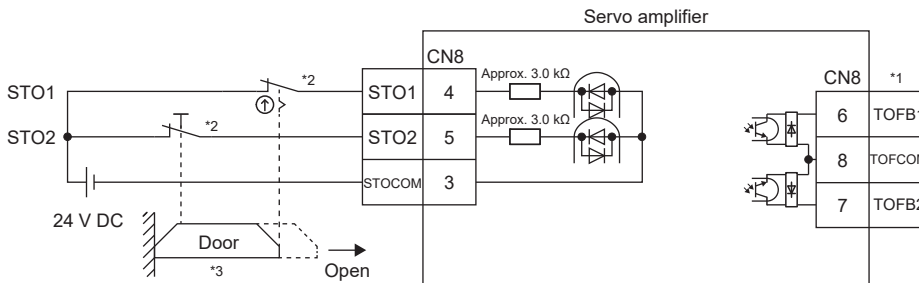 Servo amplifier
CN8
Approx. 3.0 kΩ
CN8
*1
STO1
*2
STO1
4
6
TOFB1
Approx. 3.0 kΩ
STO2
*2
STO2
5
8
TOFCOM
STOCOM
3
7
TOFB2
24 V DC
Door
*3
Open